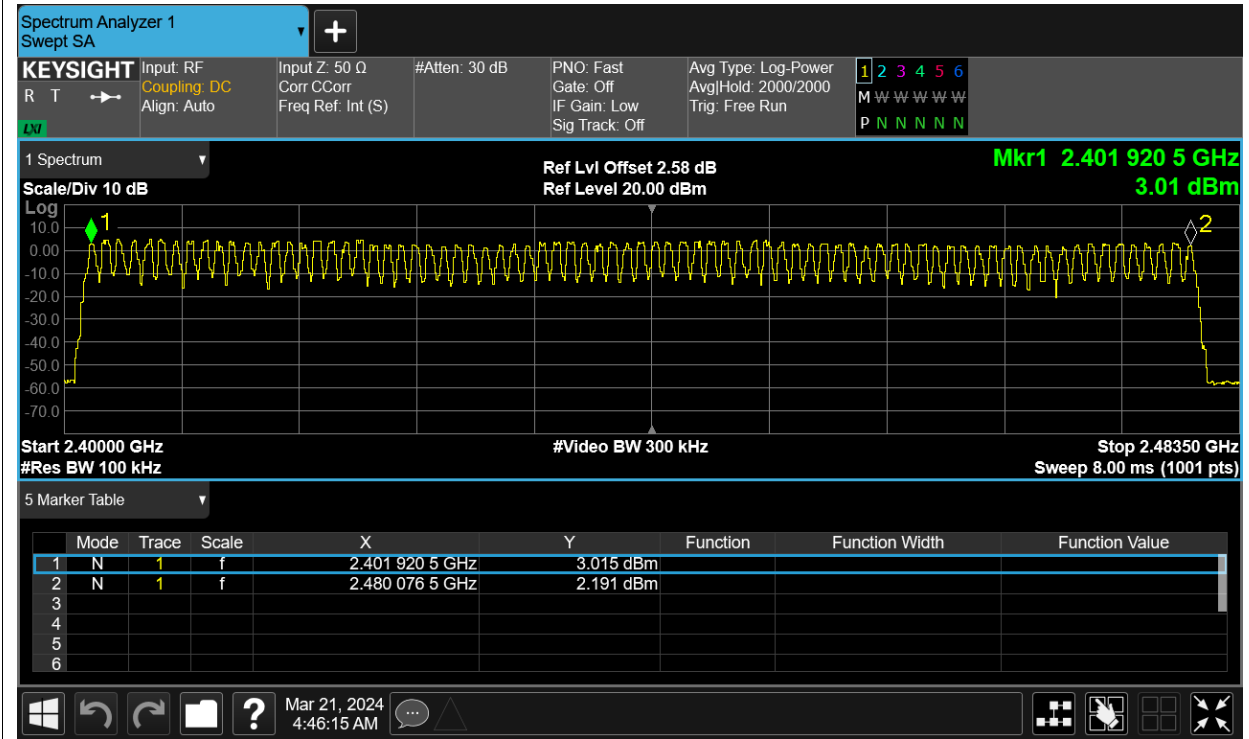 Spectrum Analyzer 1
Swept SA
+
KEYSIGHT Input: RF Input Z: 50 Ω #Atten: 30 dB PNO: Fast Avg Type: Log-Power 1 2 3 4 5 6
R T Coupling: DC Corr CCorr Gate: Off Avg|Hold: 2000/2000 M W W W W W W
Align: Auto Freq Ref: Int (S) IF Gain: Low Trig: Free Run
LXI Sig Track: Off P N N N N N N
1 Spectrum Ref Lvl Offset 2.58 dB Mkr1 2.401 920 5 GHz
Scale/Div 10 dB Ref Level 20.00 dBm 3.01 dBm
Log
1 2
10.0
0.00
-10.0
-20.0
-30.0
-40.0
-50.0
-60.0
-70.0
Start 2.40000 GHz #Video BW 300 kHz Stop 2.48350 GHz
#Res BW 100 kHz Sweep 8.00 ms (1001 pts)
5 Marker Table
Mode Trace Scale X Y Function Function Width Function Value
1 N 1 f 2.401 920 5 GHz 3.015 dBm
2 N 1 f 2.480 076 5 GHz 2.191 dBm
3
4
5
6
? Mar 21, 2024
4:46:15 AM